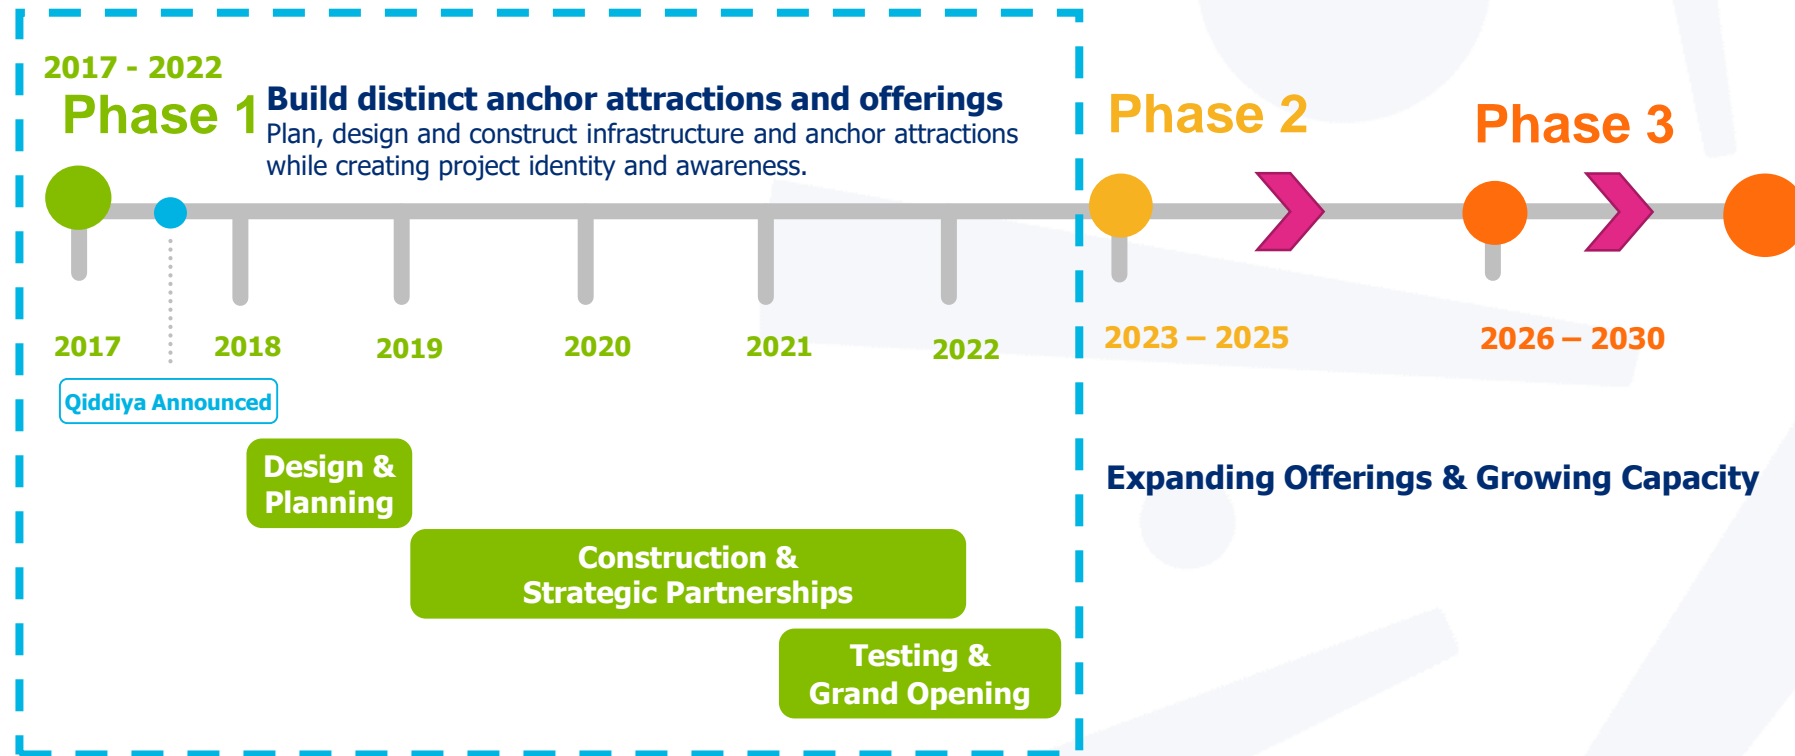 2017 - 2022
Phase 1
Build distinct anchor attractions and offerings
Plan, design and construct infrastructure and anchor attractions
while creating project identity and awareness.
Phase 2
Phase 3
2017
2018
2019
2020
2021
2022
2023 – 2025
2026 – 2030
Qiddiya Announced
Design &
Planning
Expanding Offerings & Growing Capacity
Construction &
Strategic Partnerships
Testing &
Grand Opening